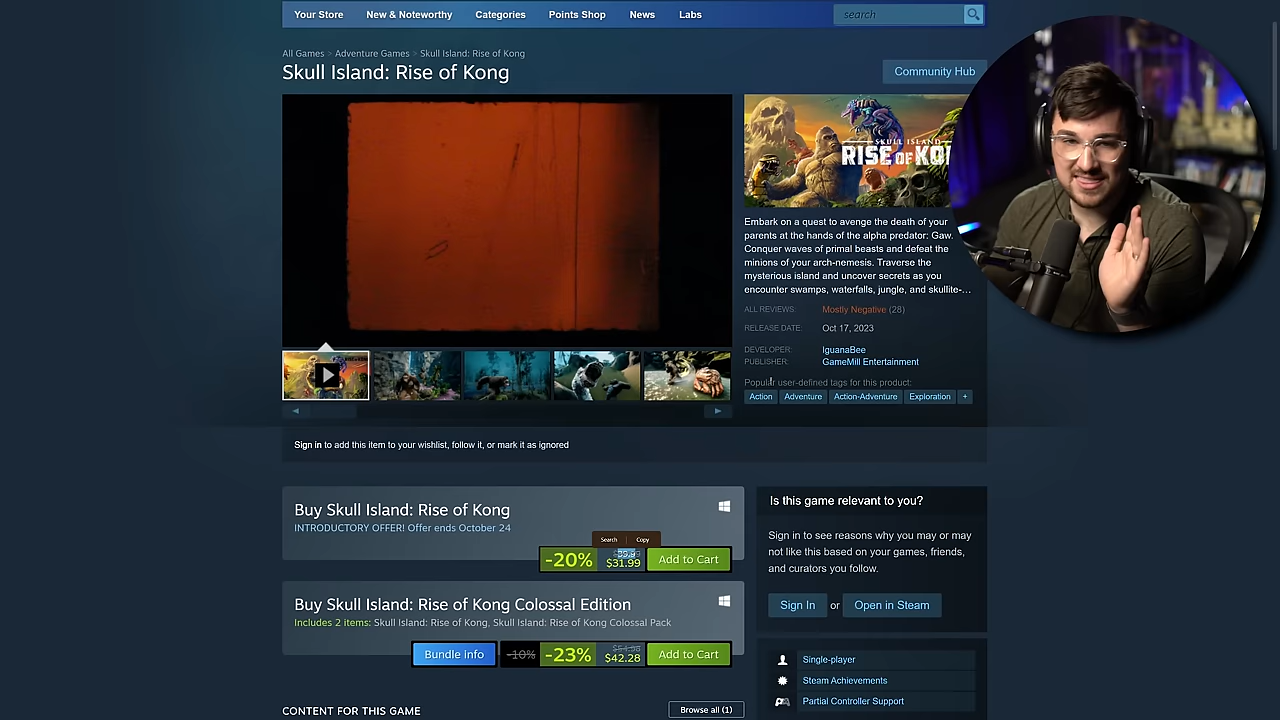 Your Store New & Noteworthy Categories Points Shop News Labs search
All Games > Adventure Games > Skull Island: Rise of Kong
Skull Island: Rise of Kong
Community Hub
SKULL ISLAND
RISE OF KO
Embark on a quest to avenge the death of your
parents at the hands of the alpha predator: Gaw.
Conquer waves of primal beasts and defeat the
minions of your arch-nemesis. Traverse the
mysterious island and uncover secrets as you
encounter swamps, waterfalls, jungle, and skullite-…
ALL REVIEWS: Mostly Negative (28)
RELEASE DATE: Oct 17, 2023
DEVELOPER: IguanaBee
PUBLISHER: GameMill Entertainment
Popular user-defined tags for this product:
Action Adventure Action-Adventure Exploration +
Sign in to add this item to your wishlist, follow it, or mark it as ignored
Buy Skull Island: Rise of Kong
INTRODUCTORY OFFER! Offer ends October 24
Search Copy
-20% $31.99 Add to Cart
Buy Skull Island: Rise of Kong Colossal Edition
Includes 2 items: Skull Island: Rise of Kong, Skull Island: Rise of Kong Colossal Pack
Bundle info -10% -23% $42.28 Add to Cart
CONTENT FOR THIS GAME Browse all (1)
Is this game relevant to you?
Sign in to see reasons why you may or may
not like this based on your games, friends,
and curators you follow.
Sign In or Open in Steam
Single-player
Steam Achievements
Partial Controller Support